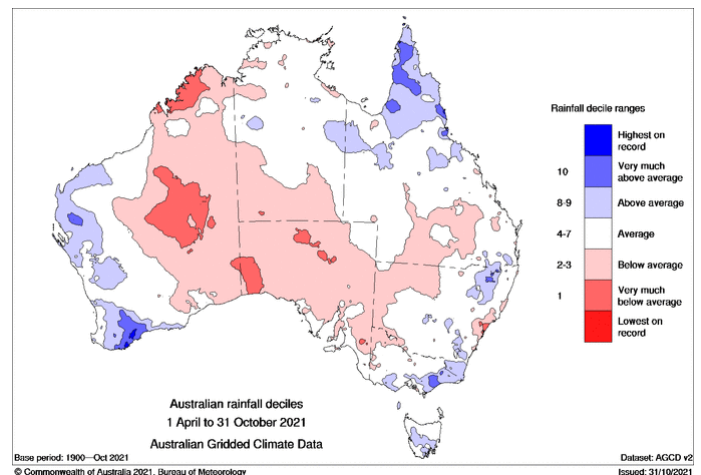 Rainfall decile ranges
Highest on
record
10
Very much
above average
8-9
Above average
4-7
Average
2-3
Below average
1
Very much
below average
Lowest on
record
Australian rainfall deciles
1 April to 31 October 2021
Australian Gridded Climate Data
Base period: 1900—Oct 2021
Dataset: AGCD v2
© Commonwealth of Australia 2021, Bureau of Meteorology
Issued: 31/10/2021